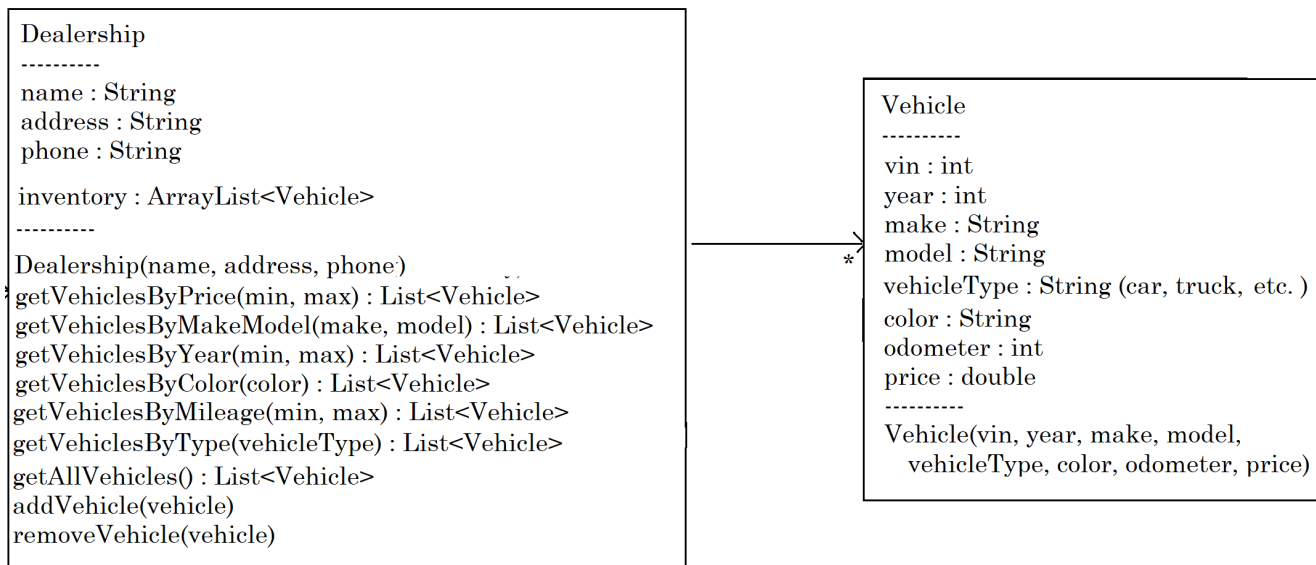 Dealership
----------
name : String
address : String
phone : String
inventory : ArrayList<Vehicle>
----------
Dealership(name, address, phone)
getVehiclesByPrice(min, max) : List<Vehicle>
getVehiclesByMakeModel(make, model) : List<Vehicle>
getVehiclesByYear(min, max) : List<Vehicle>
getVehiclesByColor(color) : List<Vehicle>
getVehiclesByMileage(min, max) : List<Vehicle>
getVehiclesByType(vehicleType) : List<Vehicle>
getAllVehicles() : List<Vehicle>
addVehicle(vehicle)
removeVehicle(vehicle)
*
Vehicle
----------
vin : int
year : int
make : String
model : String
vehicleType : String (car, truck, etc. )
color : String
odometer : int
price : double
----------
Vehicle(vin, year, make, model,
vehicleType, color, odometer, price)